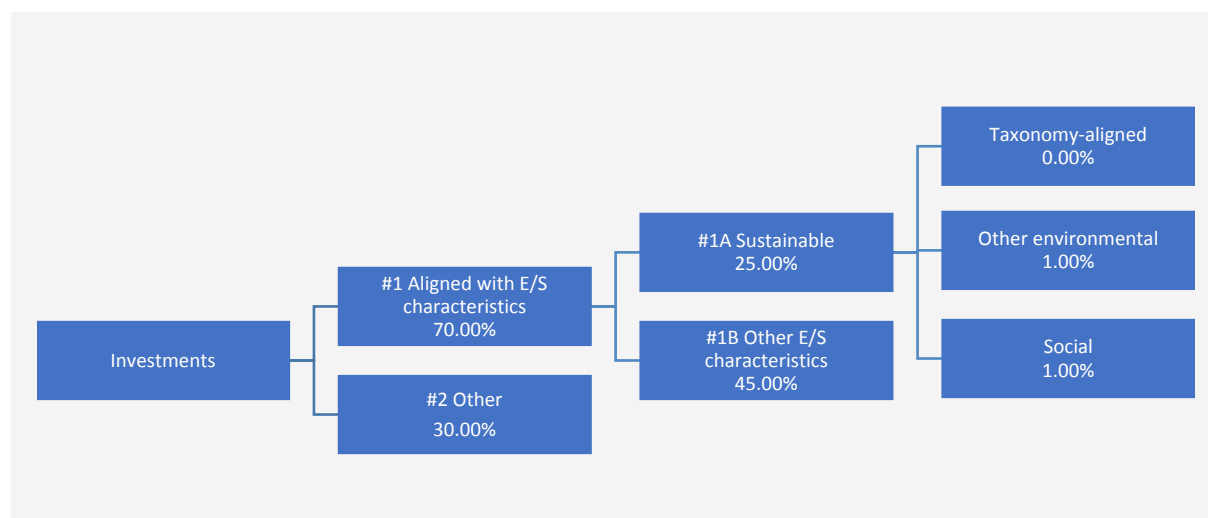 Investments
#1 Aligned with E/S
characteristics
70.00%
#2 Other
30.00%
#1A Sustainable
25.00%
#1B Other E/S
characteristics
45.00%
Taxonomy-aligned
0.00%
Other environmental
1.00%
Social
1.00%